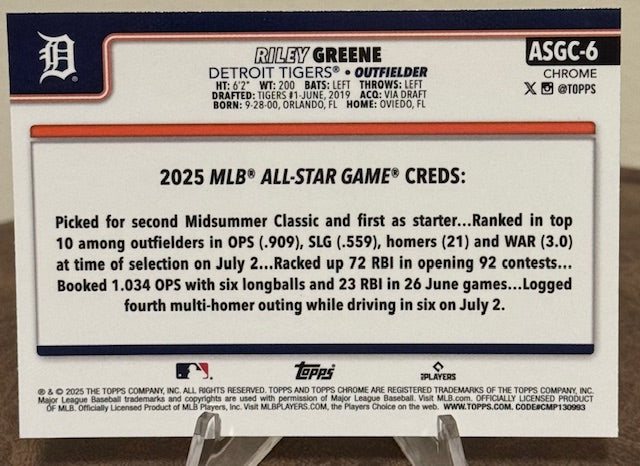 RILEY GREENE
DETROIT TIGERS® • OUTFIELDER
HT: 6'2" WT: 200 BATS: LEFT THROWS: LEFT
DRAFTED: TIGERS #1-JUNE, 2019 ACQ: VIA DRAFT
BORN: 9-28-00, ORLANDO, FL HOME: OVIEDO, FL
ASGC-6
CHROME
X @TOPPS
2025 MLB® ALL-STAR GAME® CREDS:
Picked for second Midsummer Classic and first as starter...Ranked in top
10 among outfielders in OPS (.909), SLG (.559), homers (21) and WAR (3.0)
at time of selection on July 2...Racked up 72 RBI in opening 92 contests...
Booked 1.034 OPS with six longballs and 23 RBI in 26 June games...Logged
fourth multi-homer outing while driving in six on July 2.
Topps
PLAYERS
® & © 2025 THE TOPPS COMPANY, INC. ALL RIGHTS RESERVED. TOPPS AND TOPPS CHROME ARE REGISTERED TRADEMARKS OF THE TOPPS COMPANY, INC.
Major League Baseball trademarks and copyrights are used with permission of Major League Baseball. Visit MLB.com. OFFICIALLY LICENSED PRODUCT
OF MLB. Officially Licensed Product of MLB Players, Inc. Visit MLBPLAYERS.COM, the Players Choice on the web. WWW.TOPPS.COM. CODE#CMP130993